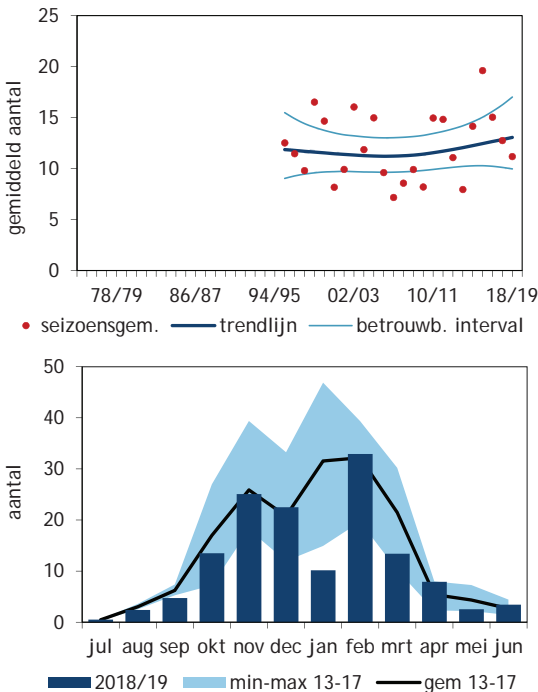 25
20
15
10
5
0
gemiddeld aantal
78/79 86/87 94/95 02/03 10/11 18/19
seizoensgem. trendlijn betrouwb. interval
50
40
30
20
10
0
aantal
jul aug sep okt nov dec jan feb mrt apr mei jun
2018/19 min-max 13-17 gem 13-17